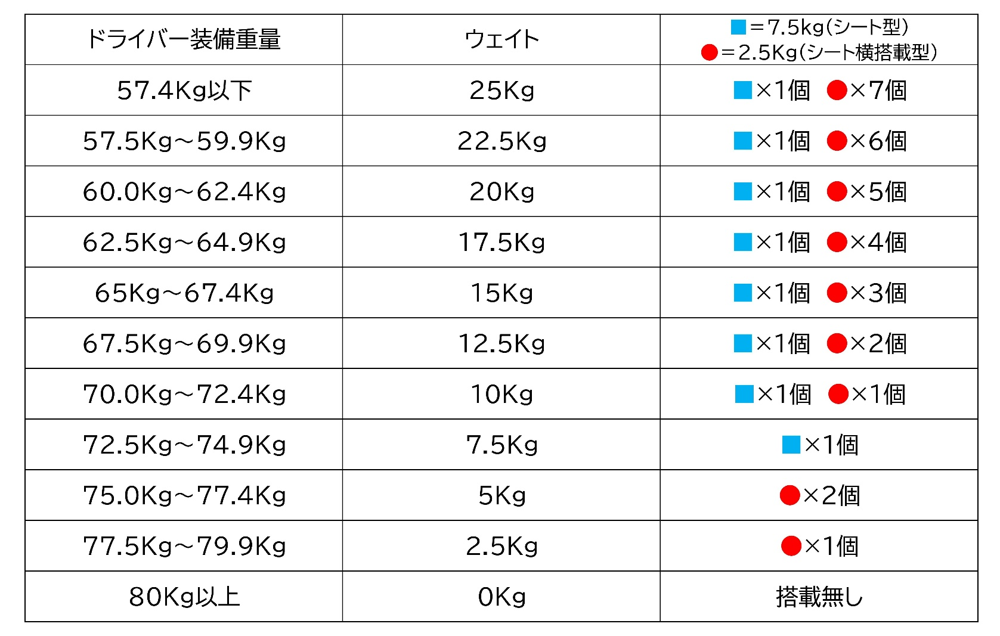 ドライバー装備重量 ウェイト ■=7.5kg(シート型)
●=2.5Kg(シート横搭載型)
57.4Kg以下 25Kg ■×1個 ●×7個
57.5Kg～59.9Kg 22.5Kg ■×1個 ●×6個
60.0Kg～62.4Kg 20Kg ■×1個 ●×5個
62.5Kg～64.9Kg 17.5Kg ■×1個 ●×4個
65Kg～67.4Kg 15Kg ■×1個 ●×3個
67.5Kg～69.9Kg 12.5Kg ■×1個 ●×2個
70.0Kg～72.4Kg 10Kg ■×1個 ●×1個
72.5Kg～74.9Kg 7.5Kg ■×1個
75.0Kg～77.4Kg 5Kg ●×2個
77.5Kg～79.9Kg 2.5Kg ●×1個
80Kg以上 0Kg 搭載無し